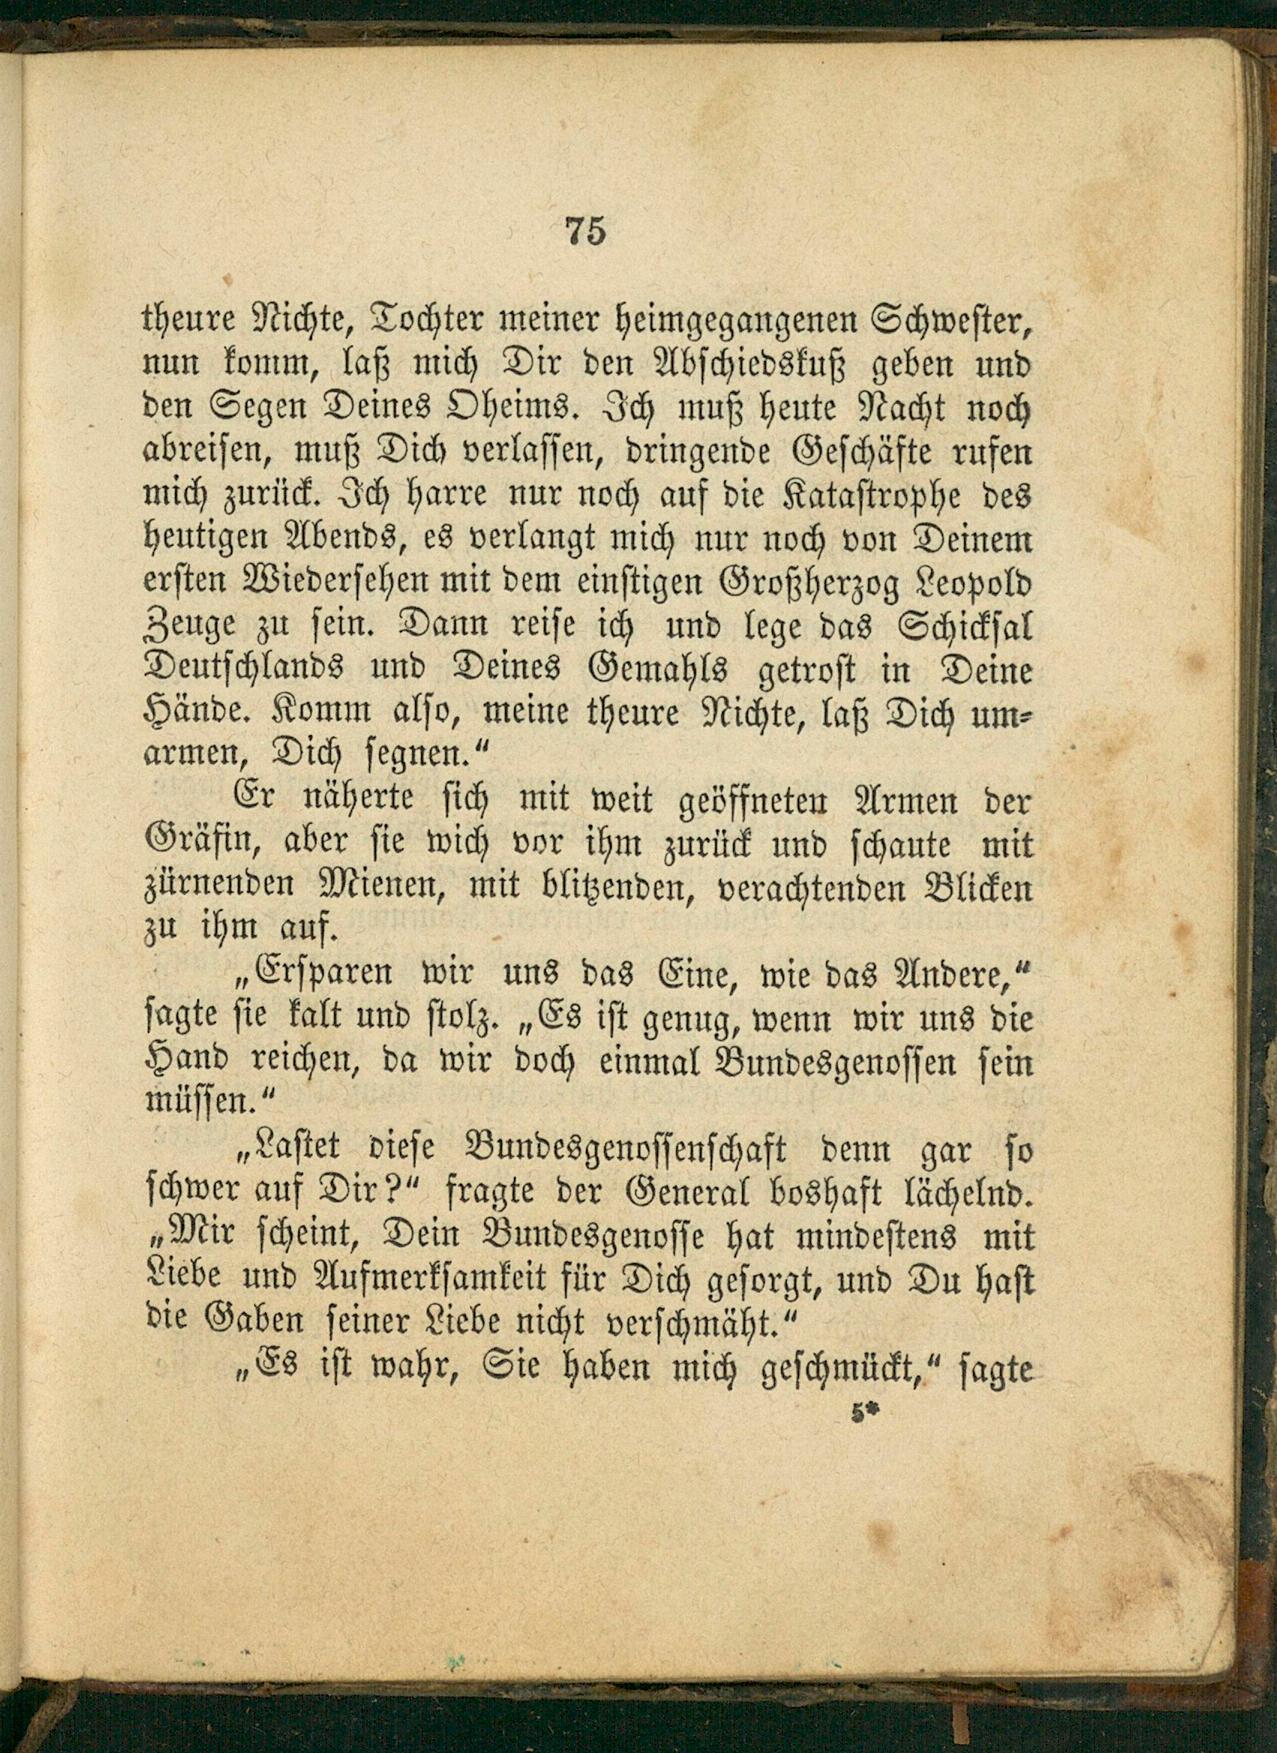 75
theure Nichte, Tochter meiner heimgegangenen Schwester,
nun komm, laß mich Dir den Abschiedskuß geben und
den Segen Deines Oheims. Ich muß heute Nacht noch
abreisen, muß Dich verlassen, dringende Geschäfte rufen
mich zurück. Ich harre nur noch auf die Katastrophe des
heutigen Abends, es verlangt mich nur noch von Deinem
ersten Wiedersehen mit dem einstigen Großherzog Leopold
Zeuge zu sein. Dann reise ich und lege das Schicksal
Deutschlands und Deines Gemahls getrost in Deine
Hände. Komm also, meine theure Nichte, laß Dich um-
armen, Dich segnen.“
Er näherte sich mit weit geöffneten Armen der
Gräfin, aber sie wich vor ihm zurück und schaute mit
zürnenden Mienen, mit blitzenden, verachtenden Blicken
zu ihm auf.
„Ersparen wir uns das Eine, wie das Andere,“
sagte sie kalt und stolz. „Es ist genug, wenn wir uns die
Hand reichen, da wir doch einmal Bundesgenossen sein
müssen.“
„Lastet diese Bundesgenossenschaft denn gar so
schwer auf Dir?“ fragte der General boshaft lächelnd.
„Mir scheint, Dein Bundesgenosse hat mindestens mit
Liebe und Aufmerksamkeit für Dich gesorgt, und Du hast
die Gaben seiner Liebe nicht verschmäht.“
„Es ist wahr, Sie haben mich geschmückt,“ sagte
5*